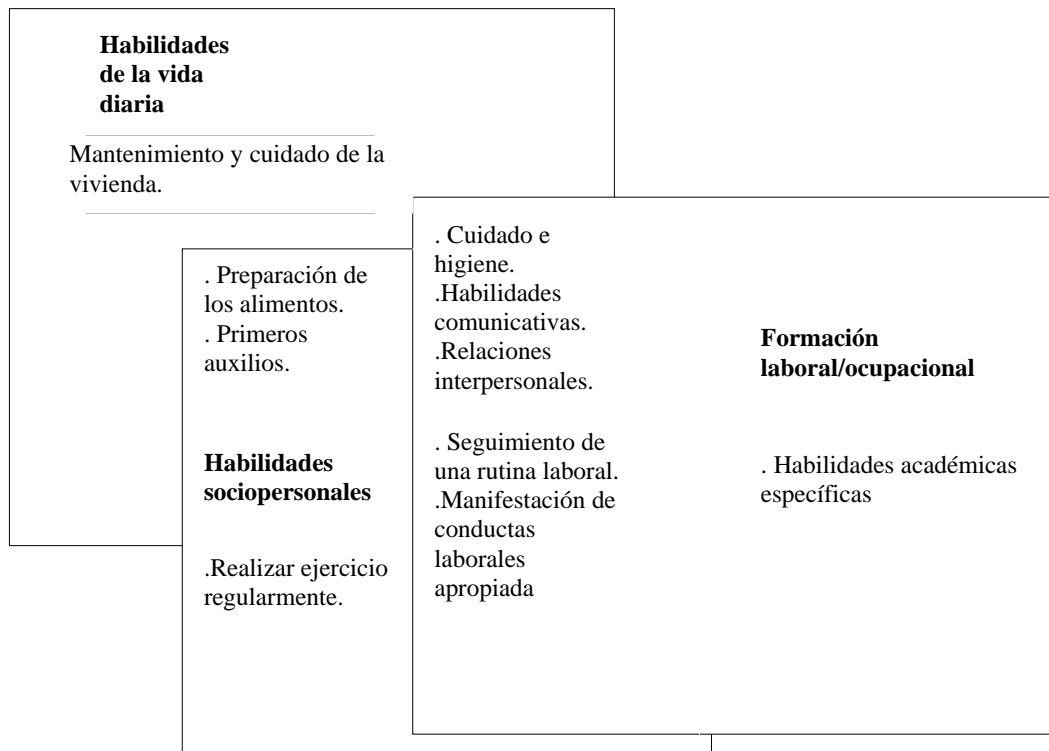 Habilidades
de la vida
diaria
Mantenimiento y cuidado de la
vivienda.
. Preparación de
los alimentos.
. Primeros
auxilios.
Habilidades
sociopersonales
.Realizar ejercicio
regularmente.
. Cuidado e
higiene.
.Habilidades
comunicativas.
.Relaciones
interpersonales.
. Seguimiento de
una rutina laboral.
.Manifestación de
conductas
laborales
apropiada
Formación
laboral/ocupacional
. Habilidades académicas
específicas